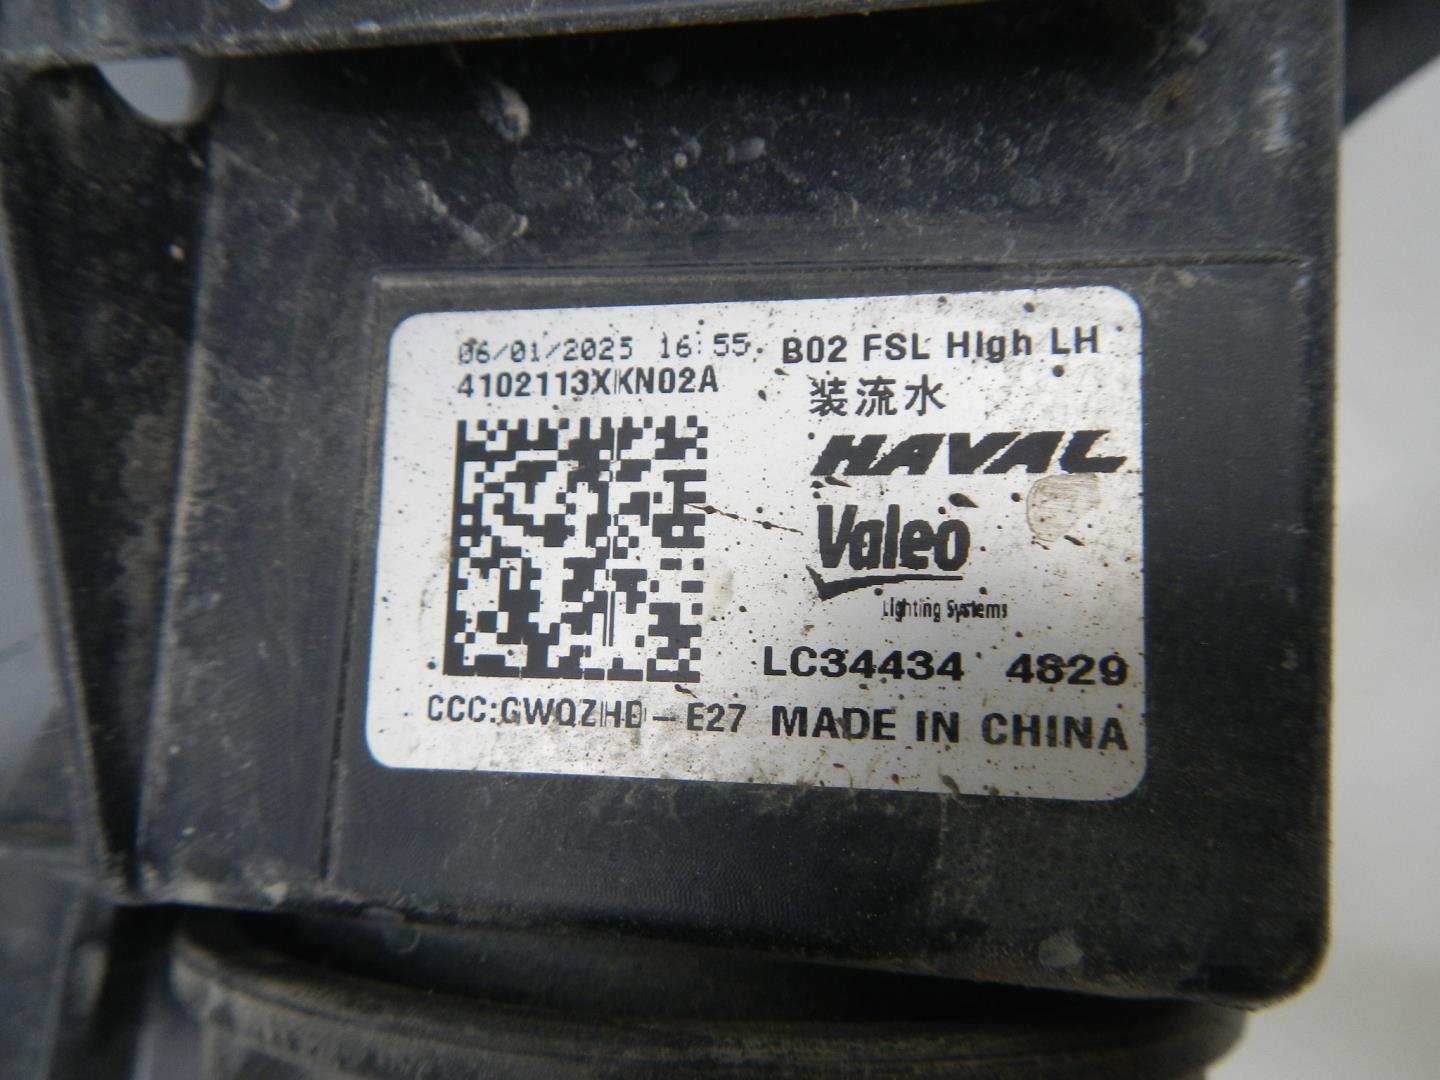 06/01/2025 16:55 B02 FSL High LH
4102113XKN02A
装流水
HAVAL
Valeo
Lighting Systems
LC34434 4829
CCC:GWQZHD-E27 MADE IN CHINA